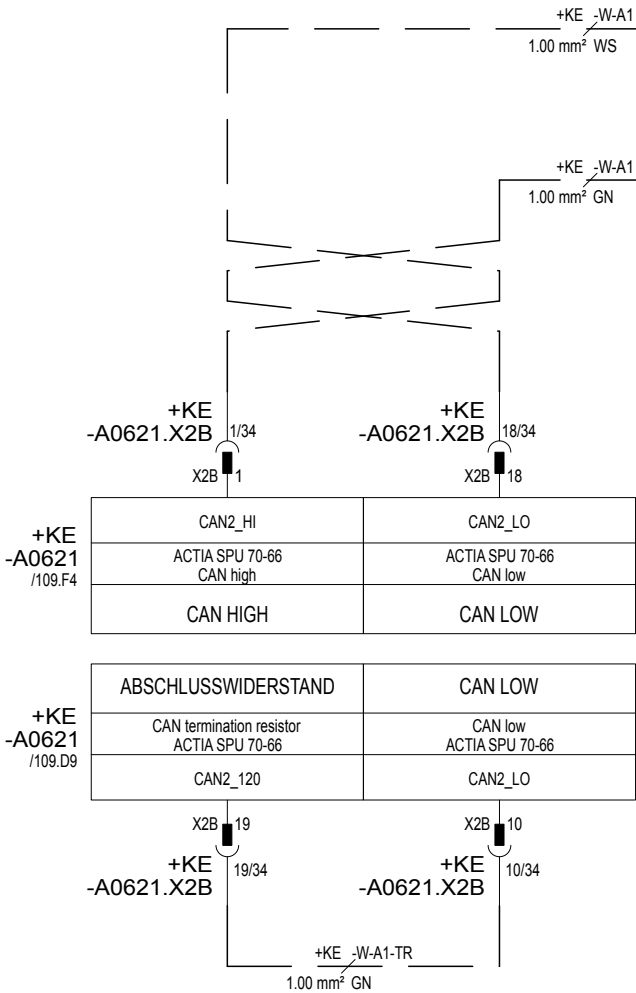 +KE -W-A1
1.00 mm² WS
+KE -W-A1
1.00 mm² GN
+KE
-A0621.X2B 1/34
X2B 1
+KE
-A0621.X2B 18/34
X2B 18
+KE
-A0621
/109.F4
CAN2_HI
ACTIA SPU 70-66
CAN high
CAN HIGH
CAN2_LO
ACTIA SPU 70-66
CAN low
CAN LOW
+KE
-A0621
/109.D9
ABSCHLUSSWIDERSTAND
CAN termination resistor
ACTIA SPU 70-66
CAN2_120
CAN LOW
CAN low
ACTIA SPU 70-66
CAN2_LO
X2B 19
+KE 19/34
-A0621.X2B
X2B 10
+KE 10/34
-A0621.X2B
+KE -W-A1-TR
1.00 mm² GN